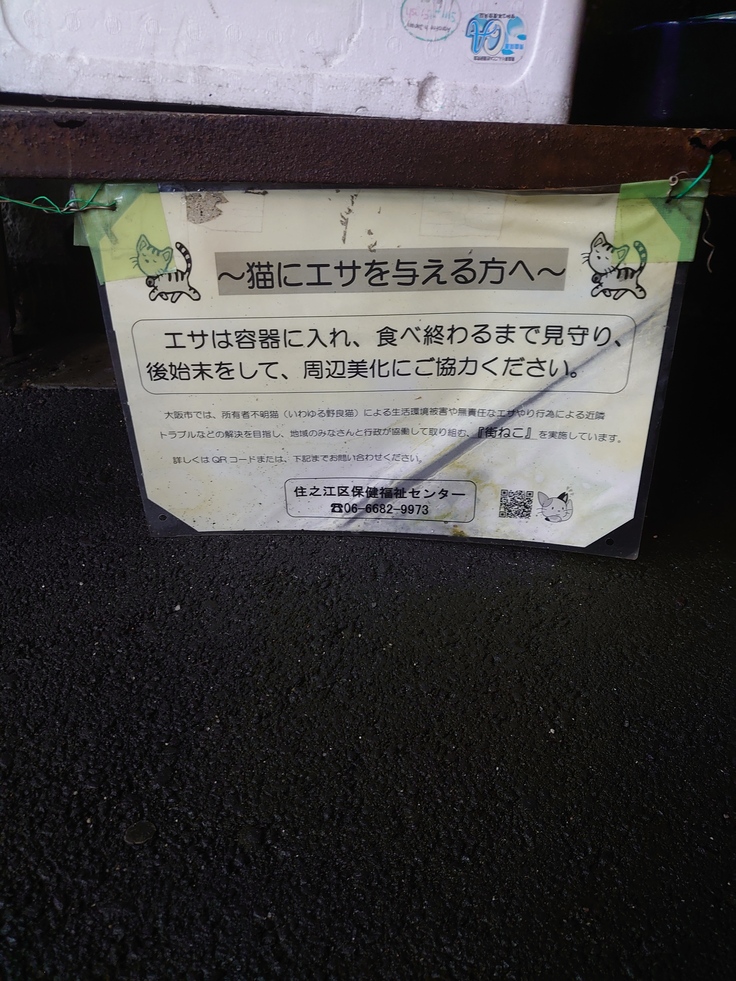 ～猫にエサを与える方へ～
エサは容器に入れ、食べ終わるまで見守り、
後始末をして、周辺美化にご協力ください。
大阪市では、所有者不明猫（いわゆる野良猫）による生活環境被害や無責任なエサやり行為による近隣
トラブルなどの解決を目指し、地域のみなさんと行政が協働して取り組む、『街ねこ』を実施しています。
詳しくはQRコードまたは、下記までお問い合わせください。
住之江区保健福祉センター
☎06-6682-9973